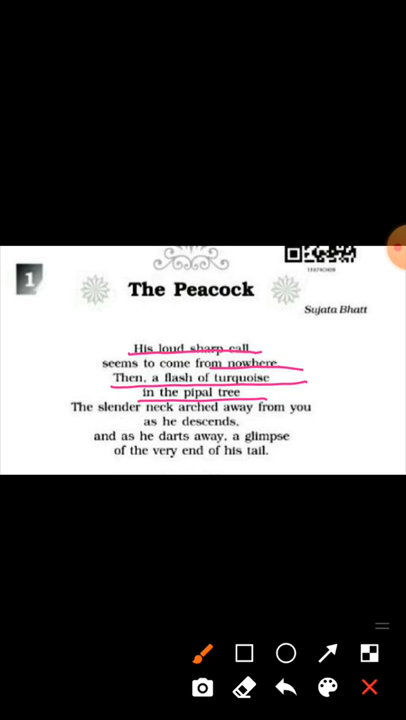 1
The Peacock
Sujata Bhatt
His loud sharp call
seems to come from nowhere.
Then, a flash of turquoise
in the pipal tree
The slender neck arched away from you
as he descends,
and as he darts away, a glimpse
of the very end of his tail.